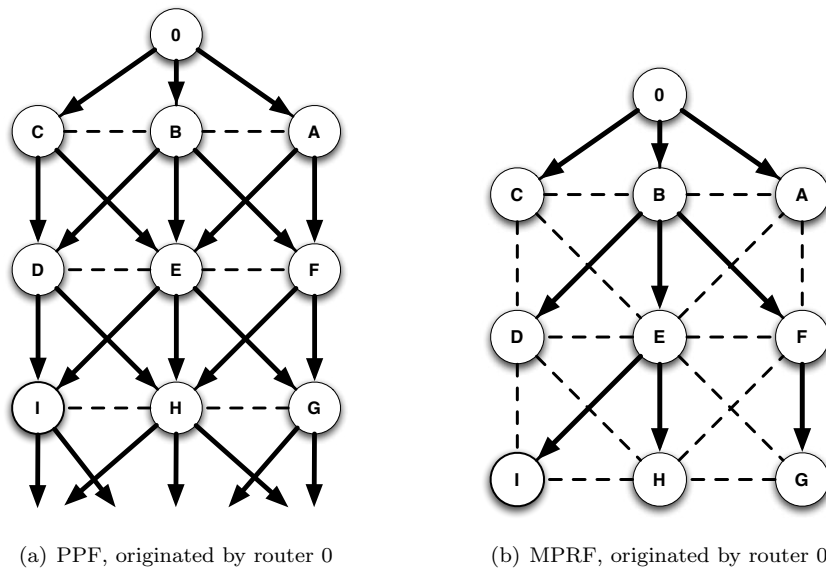 0
C B A
D E F
I H G
(a) PPF, originated by router 0
0
C B A
D E F
I H G
(b) MPRF, originated by router 0